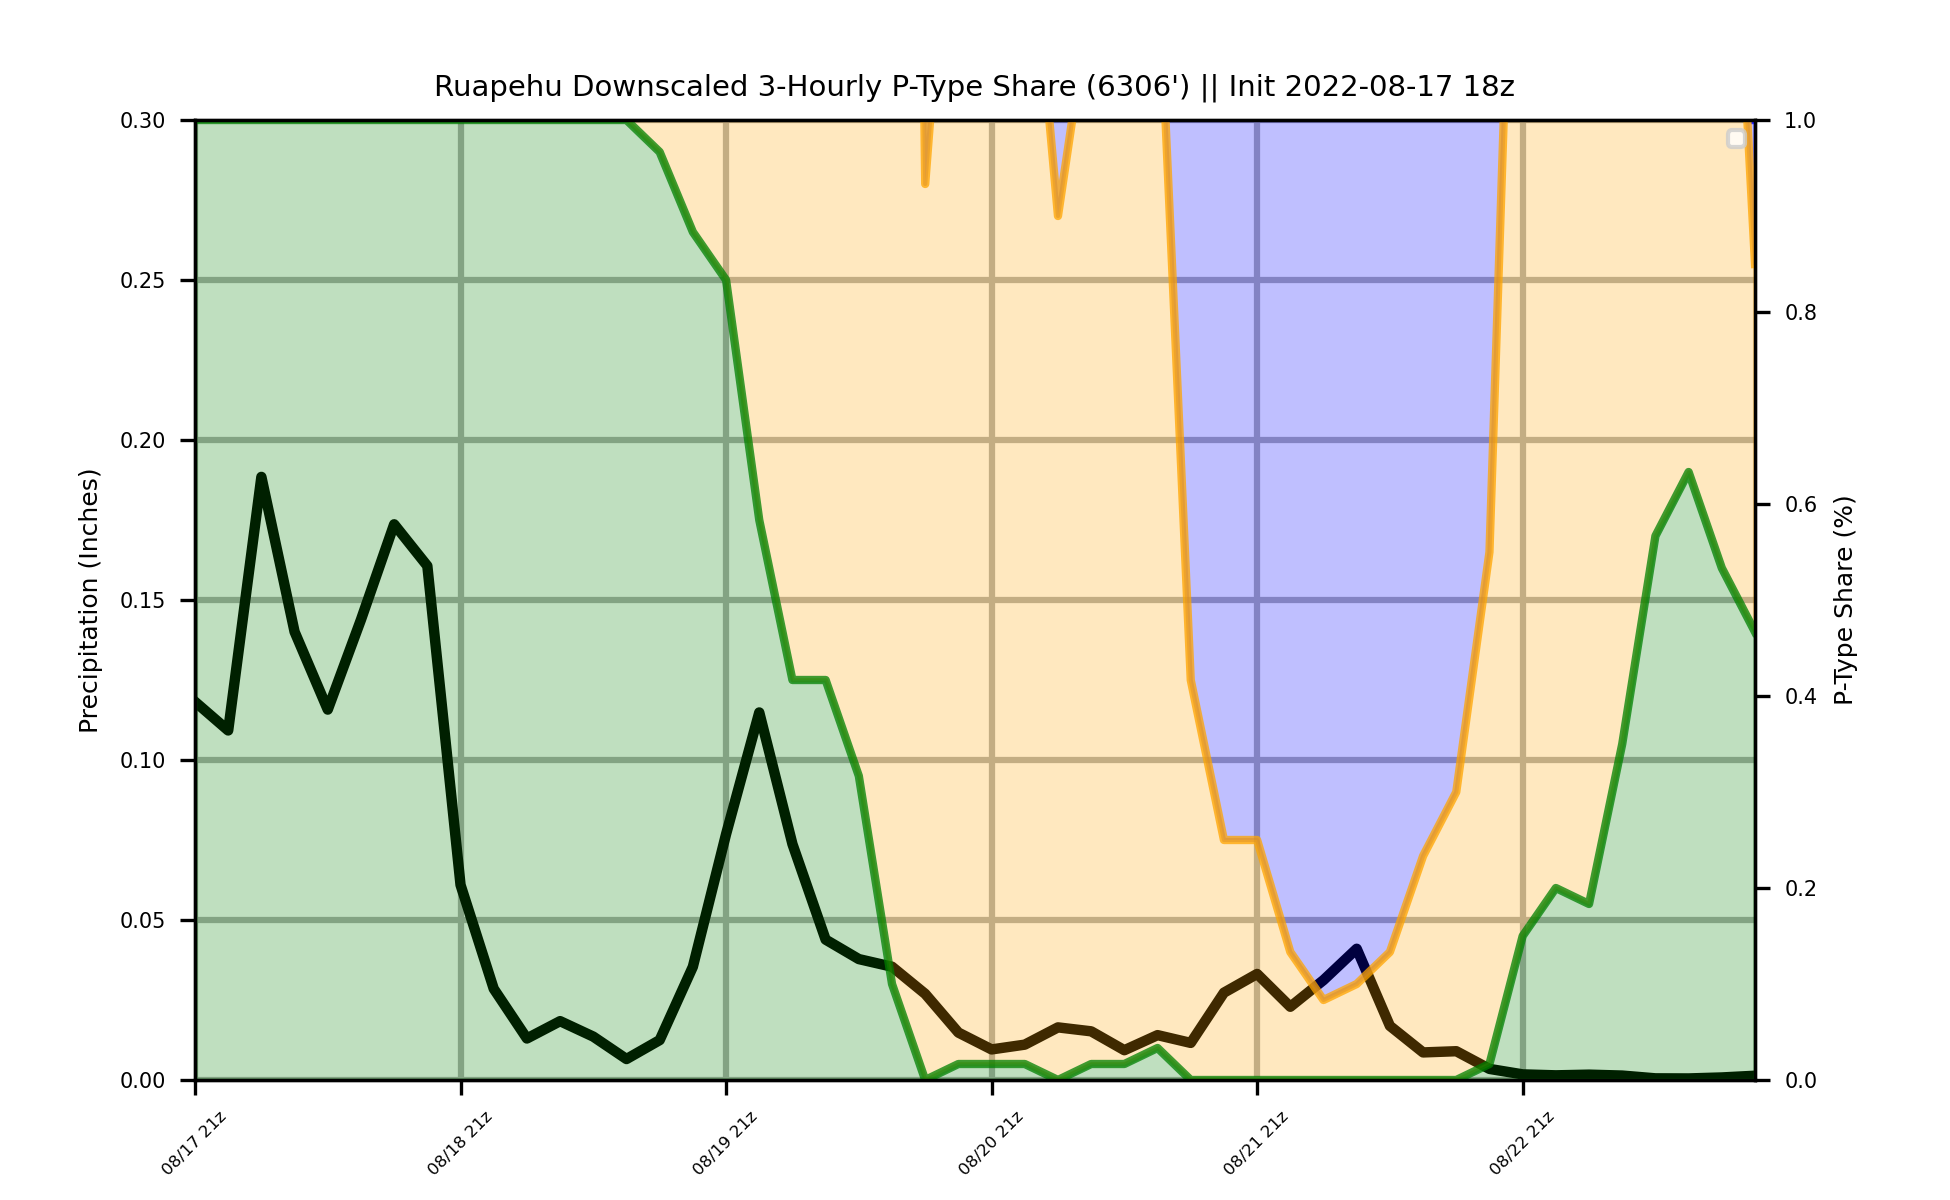 Ruapehu Downscaled 3-Hourly P-Type Share (6306') || Init 2022-08-17 18z
0.30
0.25
0.20
0.15
0.10
0.05
0.00
Precipitation (Inches)
1.0
0.8
0.6
0.4
0.2
0.0
P-Type Share (%)
08/17 21z
08/18 21z
08/19 21z
08/20 21z
08/21 21z
08/22 21z